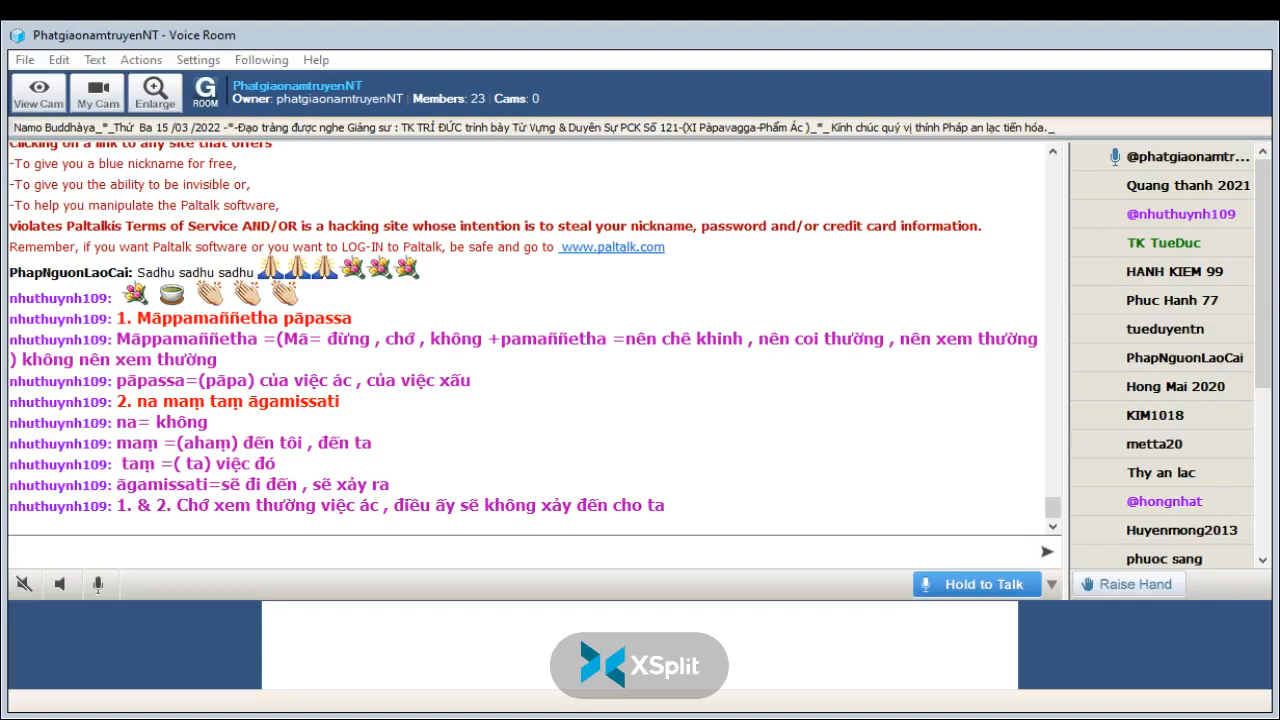 PhatgiaonamtruyenNT - Voice Room
File Edit Text Actions Settings Following Help
View Cam My Cam Enlarge G ROOM
PhatgiaonamtruyenNT
Owner: phatgiaonamtruyenNT | Members: 23 | Cams: 0
Namo Buddhàya_*_Thứ Ba 15 /03 /2022 -*-Đạo tràng được nghe Giảng sư : TK TRÍ ĐỨC trình bày Từ Vựng & Duyên Sự PCK Số 121-(XI Pàpavagga-Phẩm Ác )_*_ Kính chúc quý vị thính Pháp an lạc tiến hóa._
Clicking on a link to any site that offers
-To give you a blue nickname for free,
-To give you the ability to be invisible or,
-To help you manipulate the Paltalk software,
violates Paltalkís Terms of Service AND/OR is a hacking site whose intention is to steal your nickname, password and/or credit card information.
Remember, if you want Paltalk software or you want to LOG-IN to Paltalk, be safe and go to www.paltalk.com
PhapNguonLaoCai: Sadhu sadhu sadhu
nhuthuynh109:
nhuthuynh109: 1. Māppamaññetha pāpassa
nhuthuynh109: Māppamaññetha =(Mā= đừng , chớ , không +pamaññetha =nên chê khinh , nên coi thường , nên xem thường
) không nên xem thường
nhuthuynh109: pāpassa=(pāpa) của việc ác , của việc xấu
nhuthuynh109: 2. na maṃ taṃ āgamissati
nhuthuynh109: na= không
nhuthuynh109: maṃ =(ahaṃ) đến tôi , đến ta
nhuthuynh109: taṃ =( ta) việc đó
nhuthuynh109: āgamissati=sẽ đi đến , sẽ xảy ra
nhuthuynh109: 1. & 2. Chớ xem thường việc ác , điều ấy sẽ không xảy đến cho ta
@phatgiaonamtr...
Quang thanh 2021
@nhuthuynh109
TK TueDuc
HANH KIEM 99
Phuc Hanh 77
tueduyentn
PhapNguonLaoCai
Hong Mai 2020
KIM1018
metta20
Thy an lac
@hongnhat
Huyenmong2013
phuoc sang
Hold to Talk
Raise Hand
XSplit